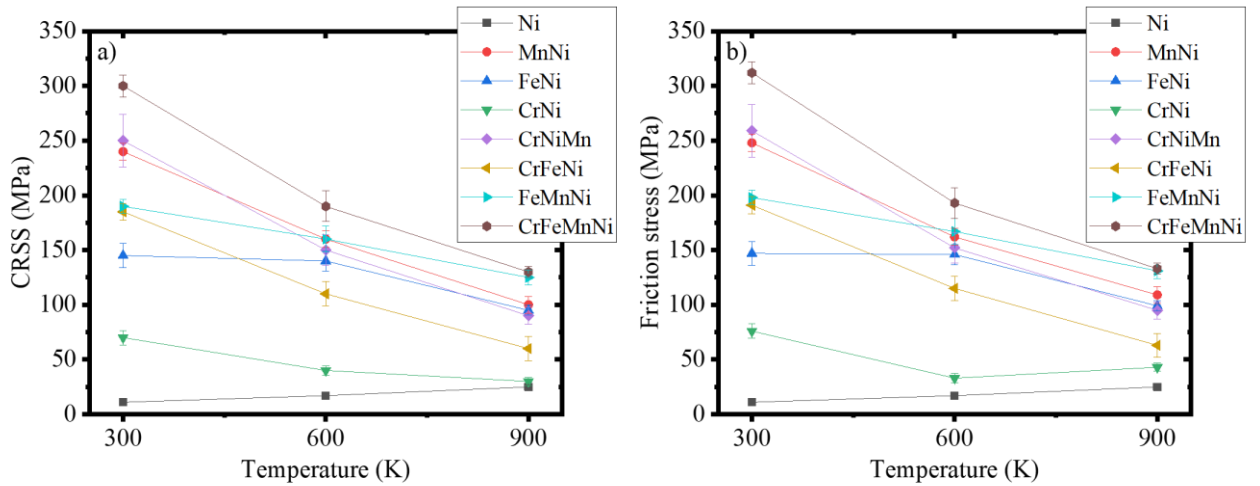 a)
CRSS (MPa)
350
300
250
200
150
100
50
0
300
600
900
Temperature (K)
Ni
MnNi
FeNi
CrNi
CrNiMn
CrFeNi
FeMnNi
CrFeMnNi
b)
Friction stress (MPa)
350
300
250
200
150
100
50
0
300
600
900
Temperature (K)
Ni
MnNi
FeNi
CrNi
CrNiMn
CrFeNi
FeMnNi
CrFeMnNi